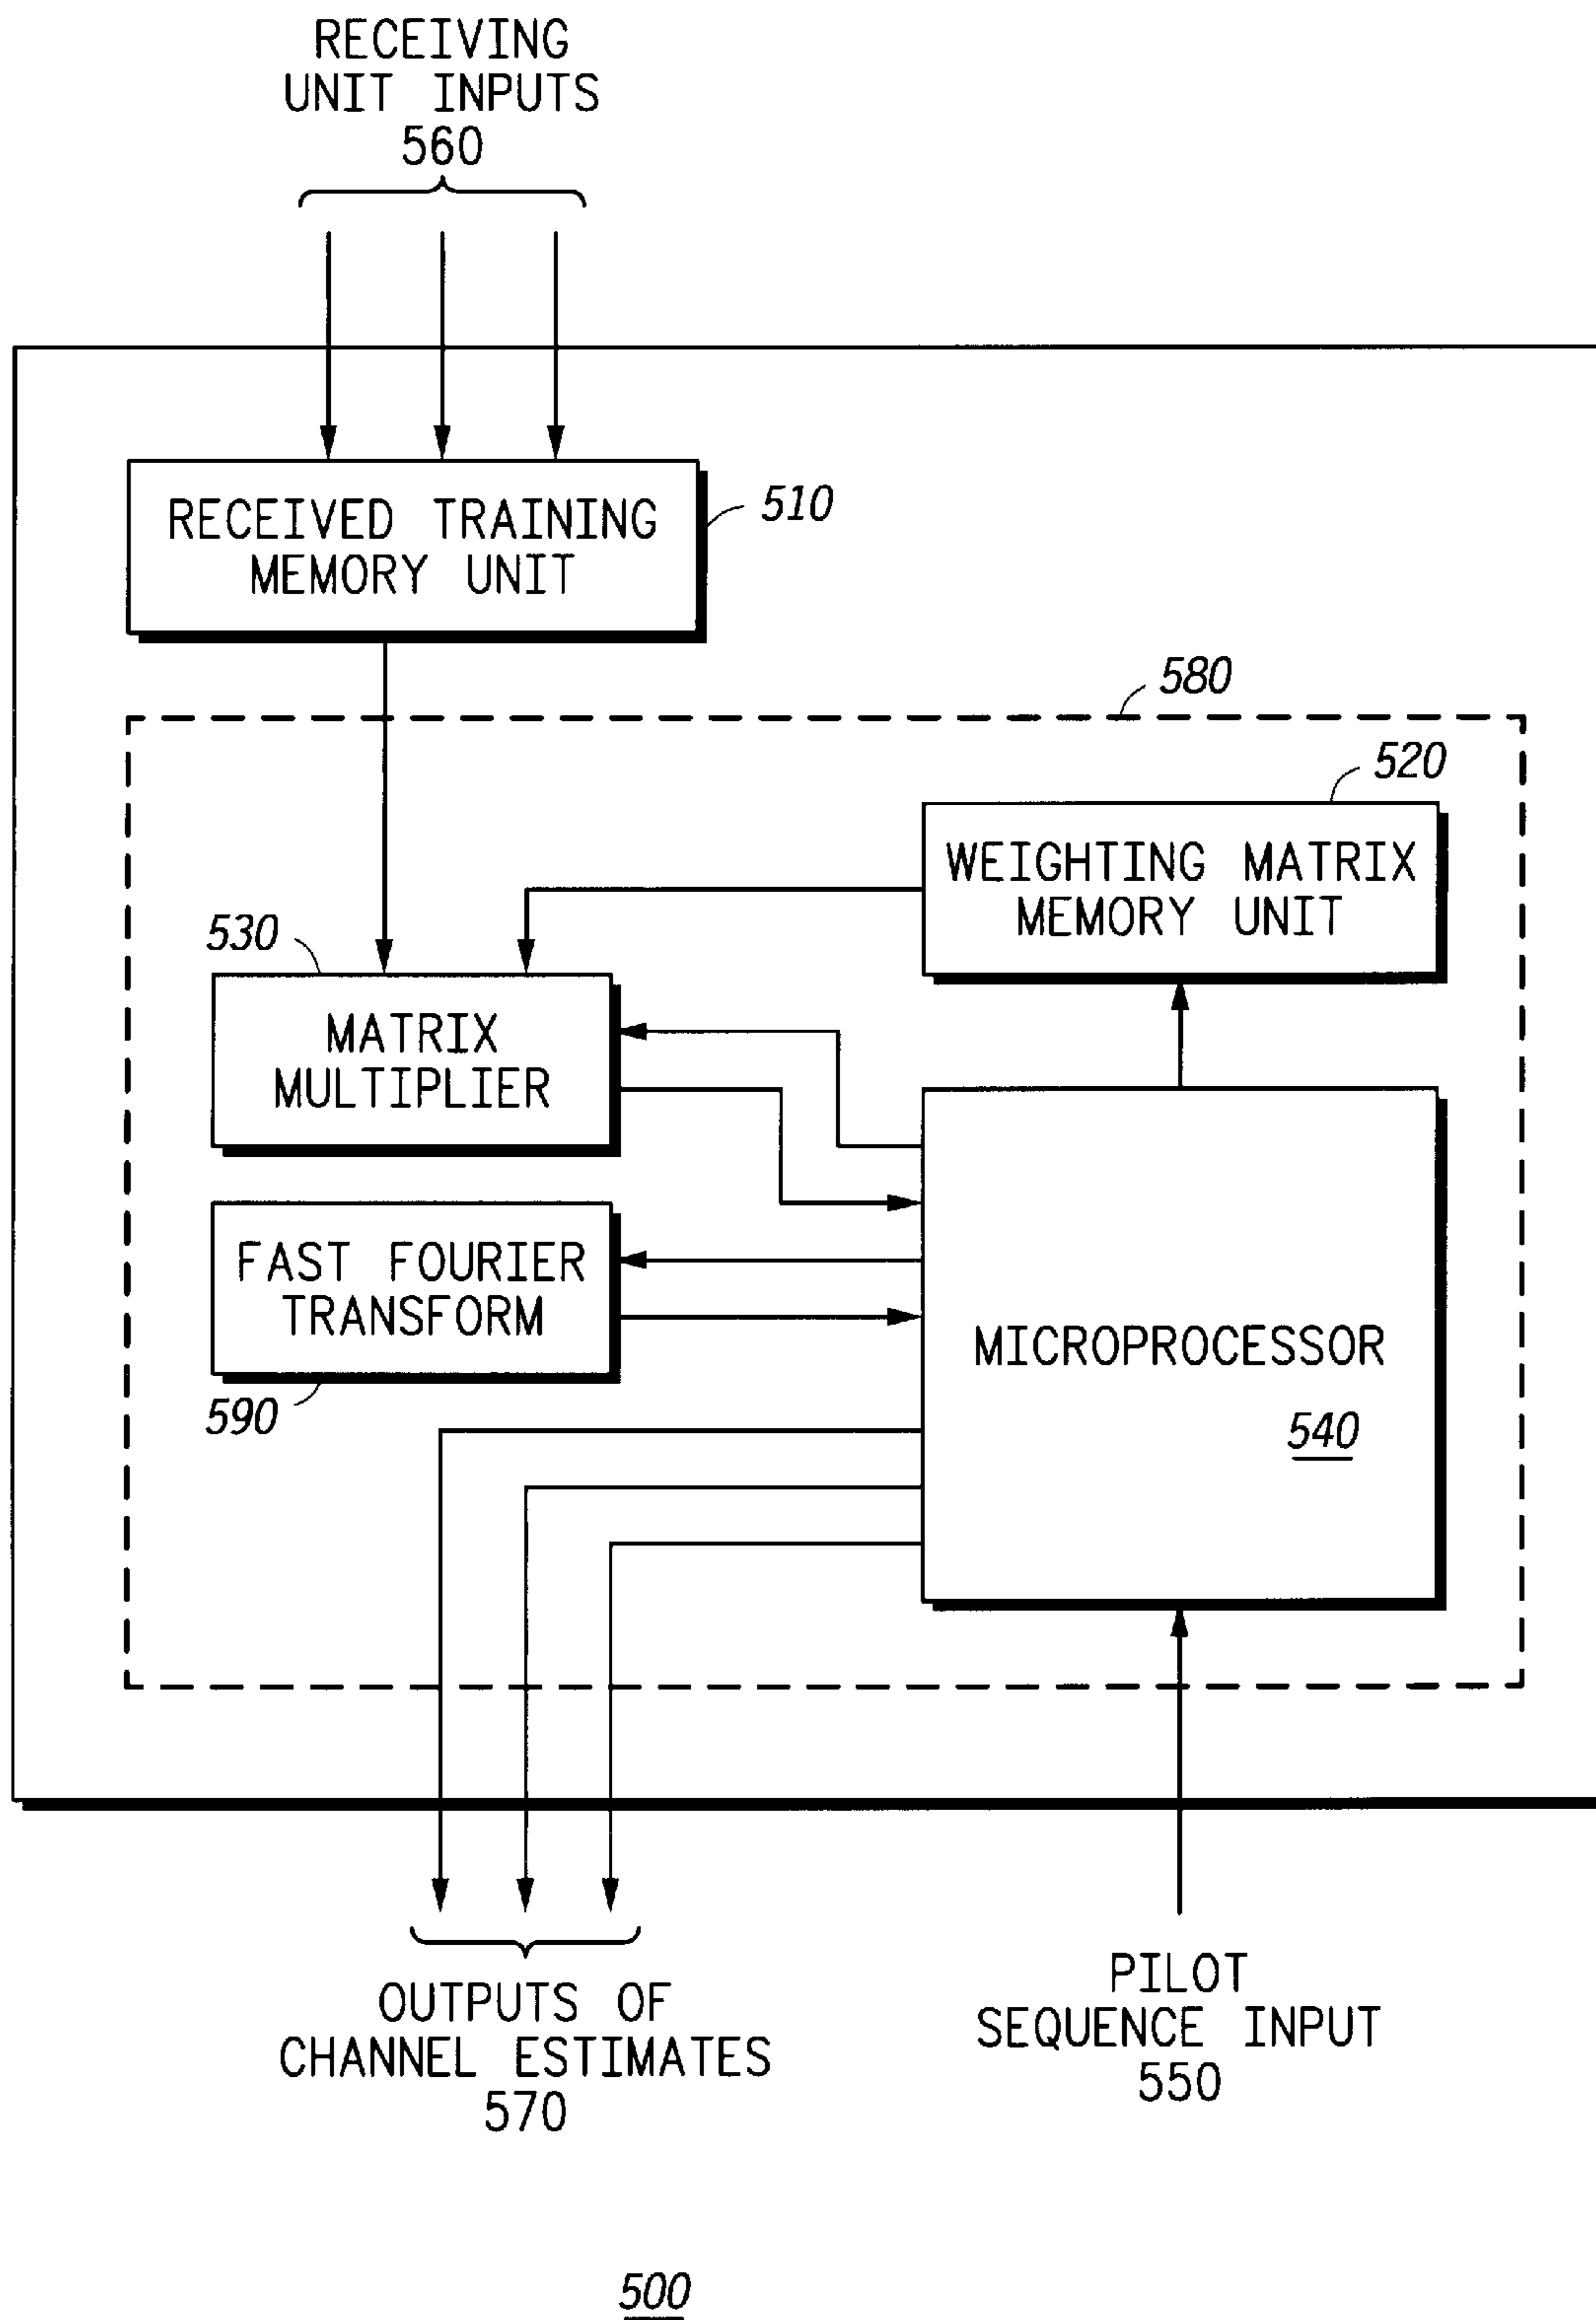 RECEIVING
UNIT INPUTS
560
RECEIVED TRAINING
MEMORY UNIT
510
580
520
WEIGHTING MATRIX
MEMORY UNIT
530
MATRIX
MULTIPLIER
FAST FOURIER
TRANSFORM
590
MICROPROCESSOR
540
OUTPUTS OF
CHANNEL ESTIMATES
570
PILOT
SEQUENCE INPUT
550
500